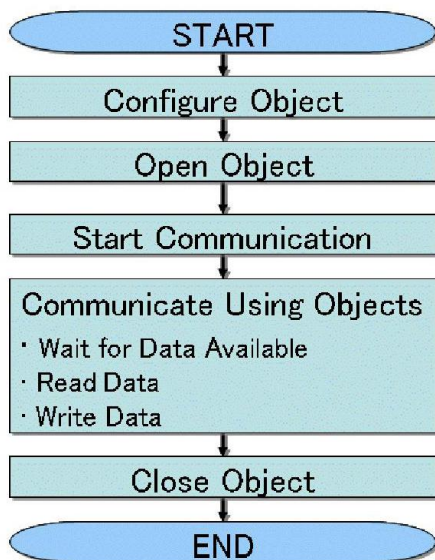 START
Configure Object
Open Object
Start Communication
Communicate Using Objects
・ Wait for Data Available
・ Read Data
・ Write Data
Close Object
END